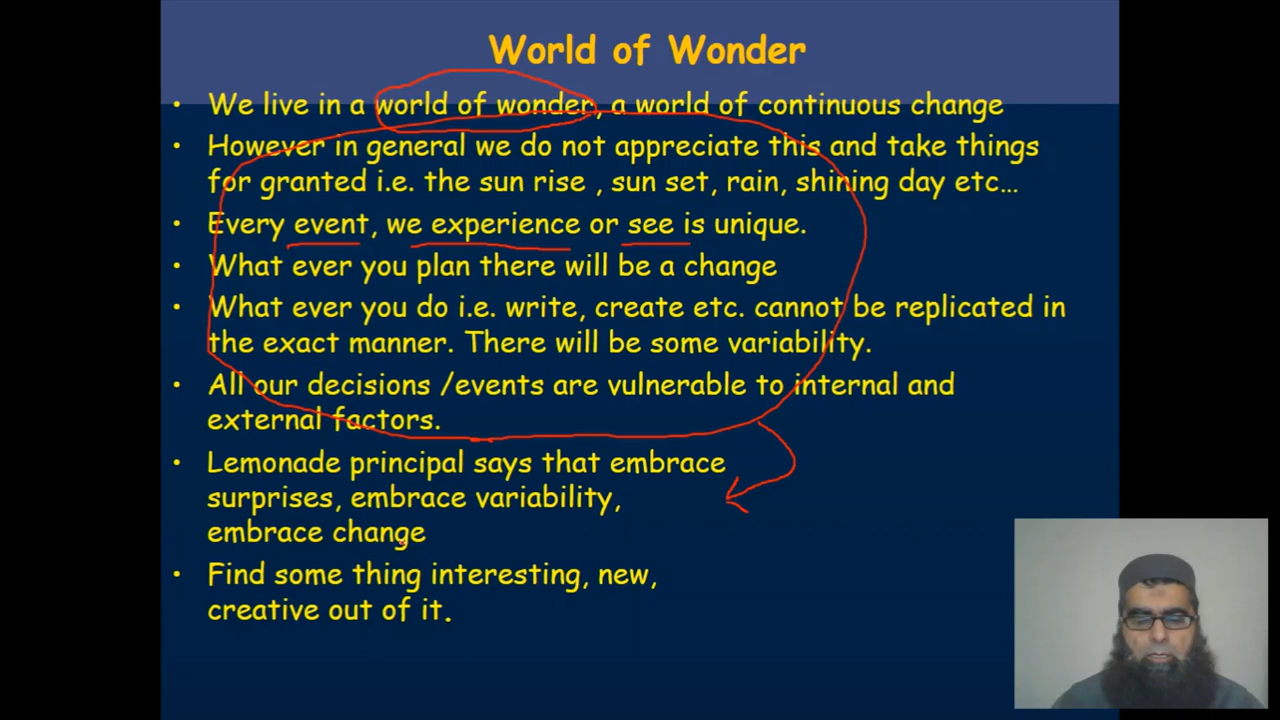 World of Wonder
• We live in a world of wonder, a world of continuous change
• However in general we do not appreciate this and take things
for granted i.e. the sun rise , sun set, rain, shining day etc...
• Every event, we experience or see is unique.
• What ever you plan there will be a change
• What ever you do i.e. write, create etc. cannot be replicated in
the exact manner. There will be some variability.
• All our decisions /events are vulnerable to internal and
external factors.
• Lemonade principal says that embrace
surprises, embrace variability,
embrace change
• Find some thing interesting, new,
creative out of it.